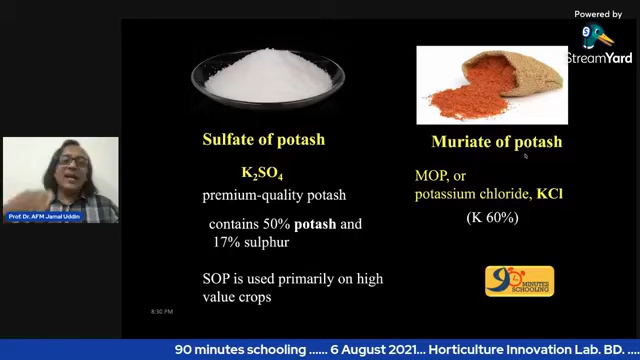 Powered by
StreamYard
Sulfate of potash
K2SO4
premium-quality potash
contains 50% potash and
17% sulphur
SOP is used primarily on high
value crops
Muriate of potash
MOP, or
potassium chloride, KCl
(K 60%)
90 MINUTES
SCHOOLING
Prof. Dr. AFM Jamal Uddin
8:30 PM
90 minutes schooling ...... 6 August 2021... Horticulture Innovation Lab. BD. ....